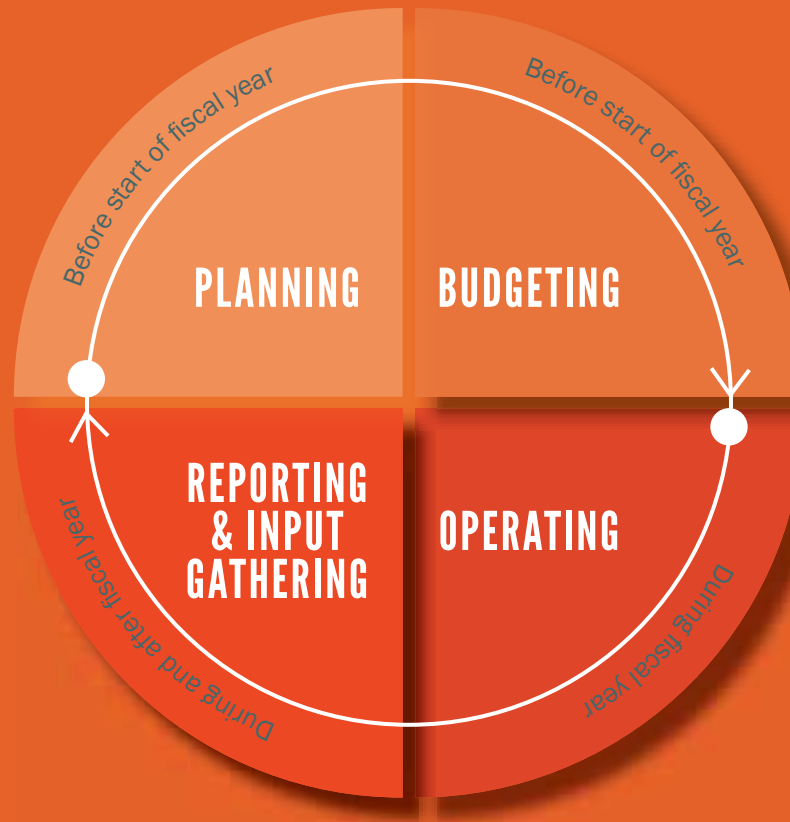 Before start of fiscal year
Before start of fiscal year
PLANNING
BUDGETING
REPORTING
& INPUT
GATHERING
OPERATING
During and after fiscal year
During fiscal year